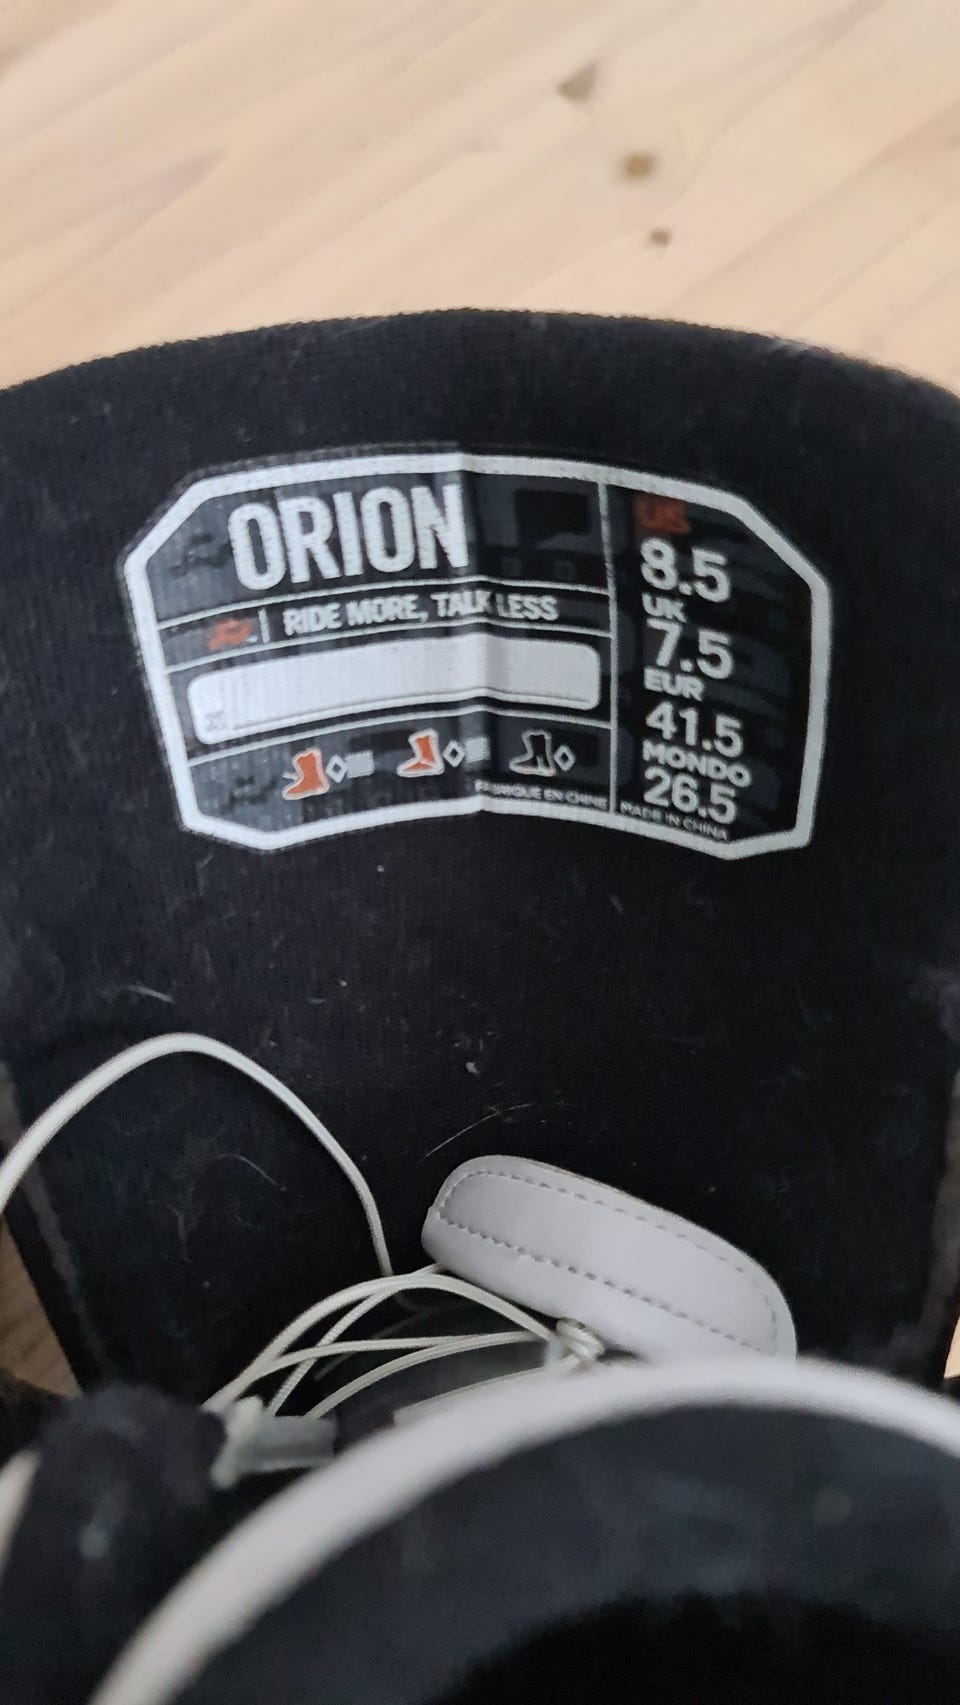 ORION
RIDE MORE, TALK LESS
FABRIQUE EN CHINE
US
8.5
UK
7.5
EUR
41.5
MONDO
26.5
MADE IN CHINA